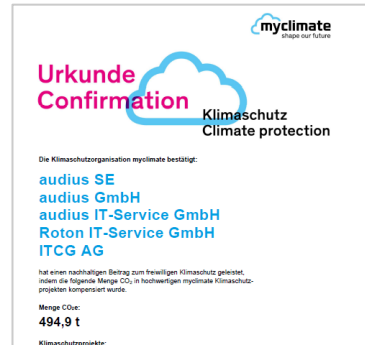 myclimate
shape our future
Urkunde
Confirmation
Klimaschutz
Climate protection
Die Klimaschutzorganisation myclimate bestätigt:
audius SE
audius GmbH
audius IT-Service GmbH
Roton IT-Service GmbH
ITCG AG
hat einen nachhaltigen Beitrag zum freiwilligen Klimaschutz geleistet,
indem die folgende Menge CO₂ in hochwertigen myclimate Klimaschutz-
projekten kompensiert wurde.
Menge CO₂e:
494,9 t
Klimaschutzprojekte: